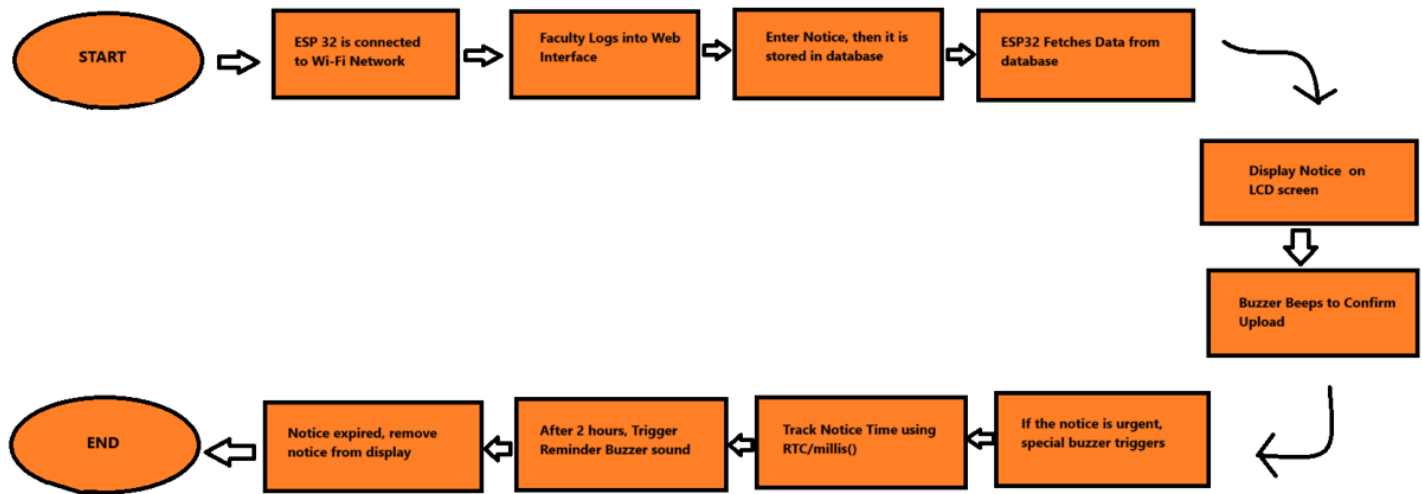 START
ESP 32 is connected
to Wi-Fi Network
Faculty Logs into Web
Interface
Enter Notice, then it is
stored in database
ESP32 Fetches Data from
database
Display Notice on
LCD screen
Buzzer Beeps to Confirm
Upload
If the notice is urgent,
special buzzer triggers
Track Notice Time using
RTC/millis()
After 2 hours, Trigger
Reminder Buzzer sound
Notice expired, remove
notice from display
END